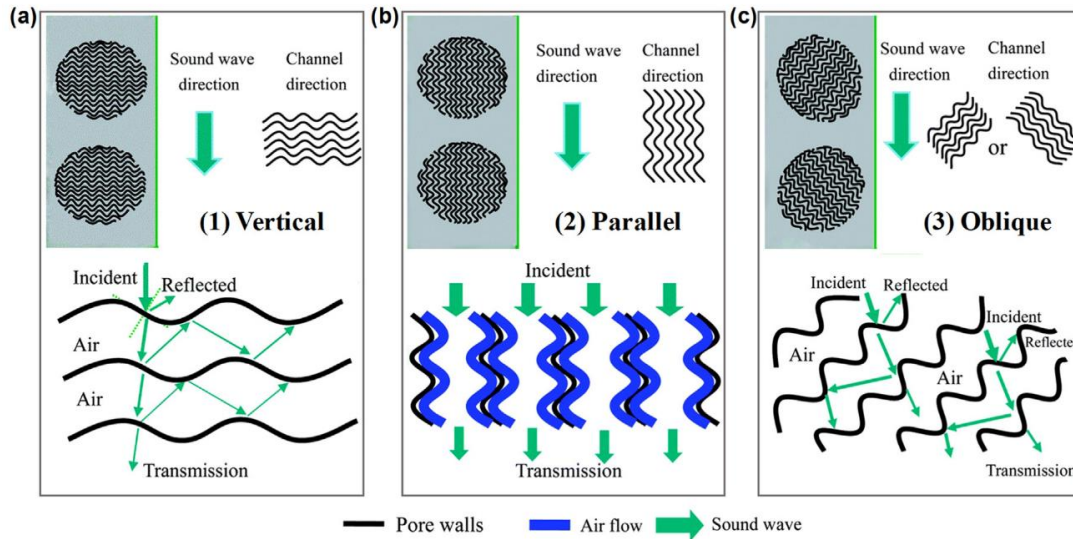 (a)
Sound wave
direction
Channel
direction
(1) Vertical
Incident
Reflected
Air
Air
Transmission
(b)
Sound wave
direction
Channel
direction
(2) Parallel
Incident
Transmission
(c)
Sound wave
direction
Channel
direction
or
(3) Oblique
Incident
Reflected
Incident
Reflected
Air
Air
Transmission
Pore walls
Air flow
Sound wave